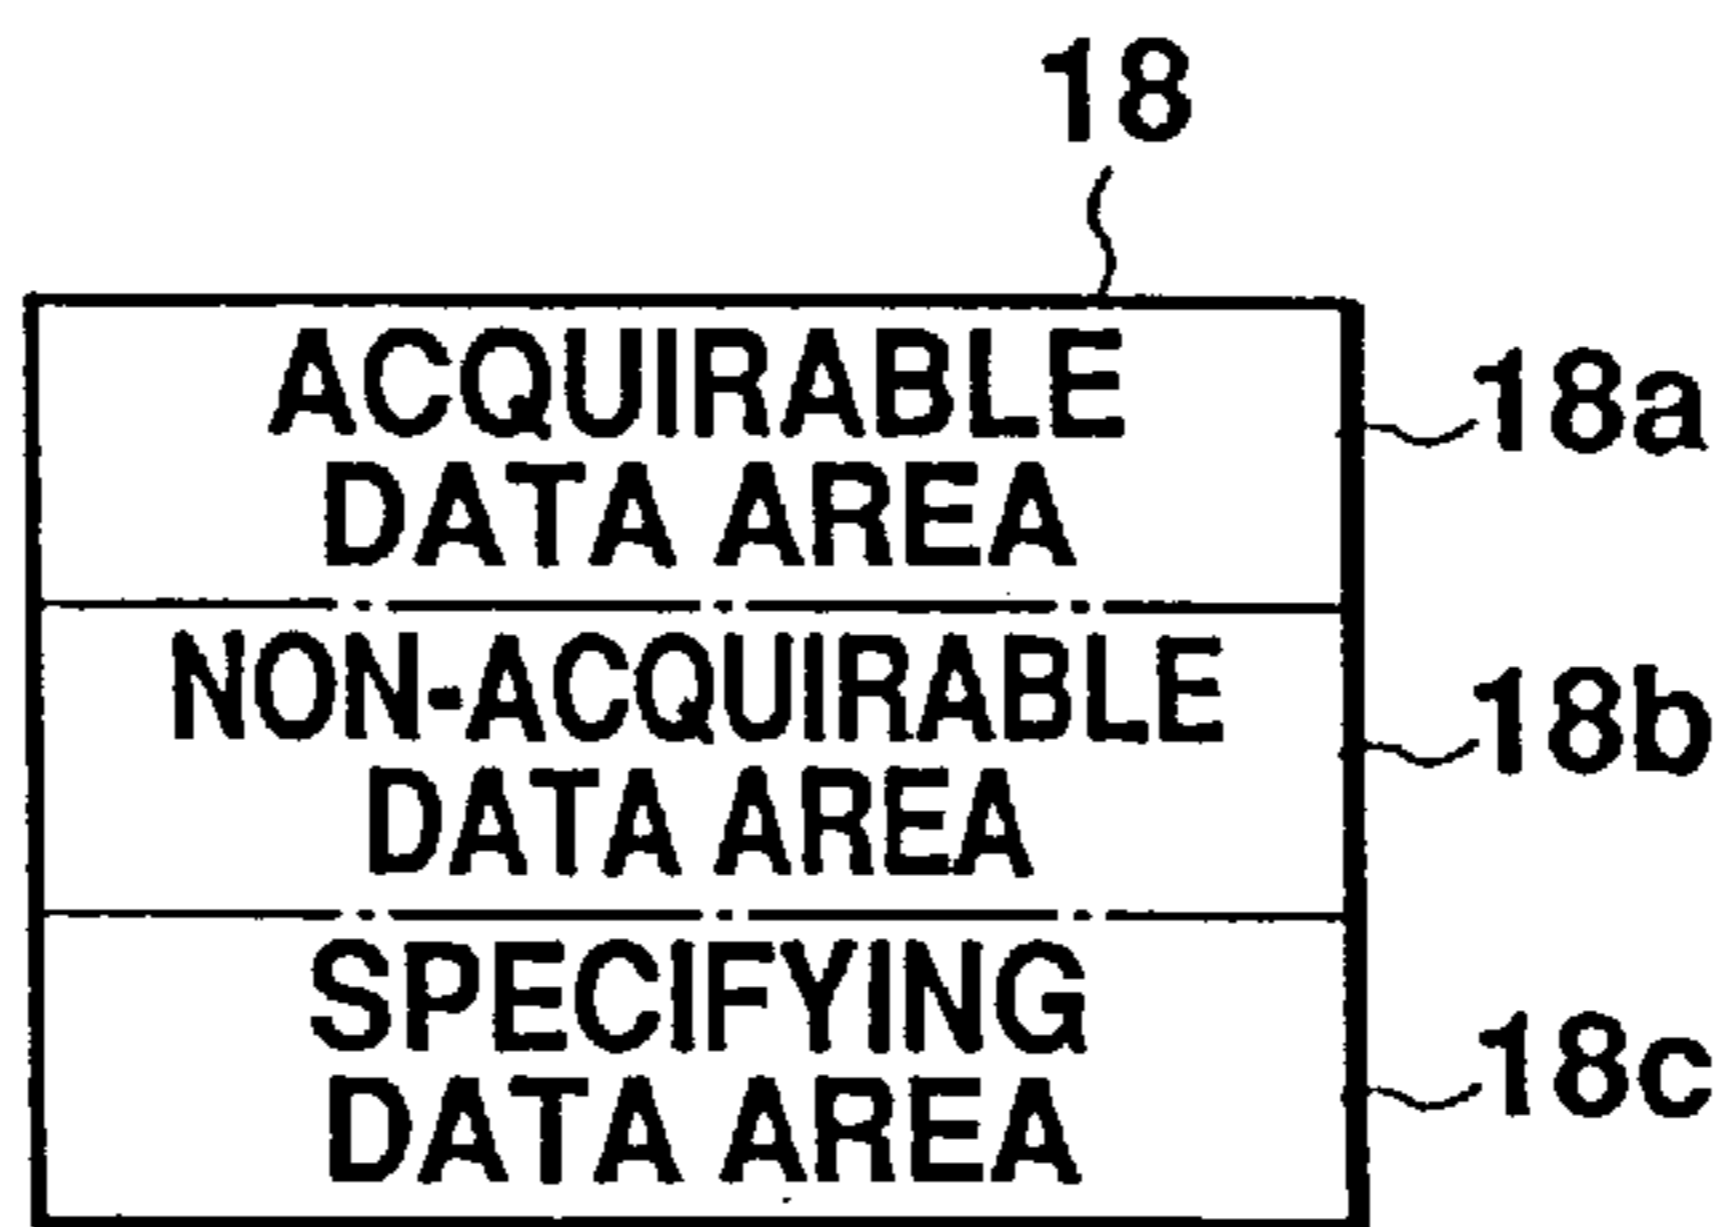 18
ACQUIRABLE
DATA AREA
18a
NON-ACQUIRABLE
DATA AREA
18b
SPECIFYING
DATA AREA
18c